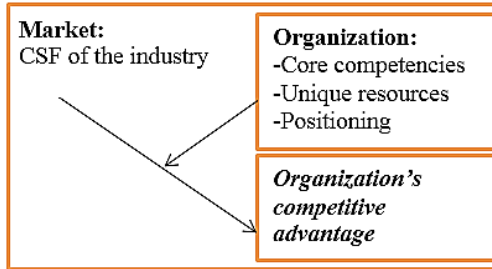 Market:
CSF of the industry
Organization:
-Core competencies
-Unique resources
-Positioning
Organization’s
competitive
advantage